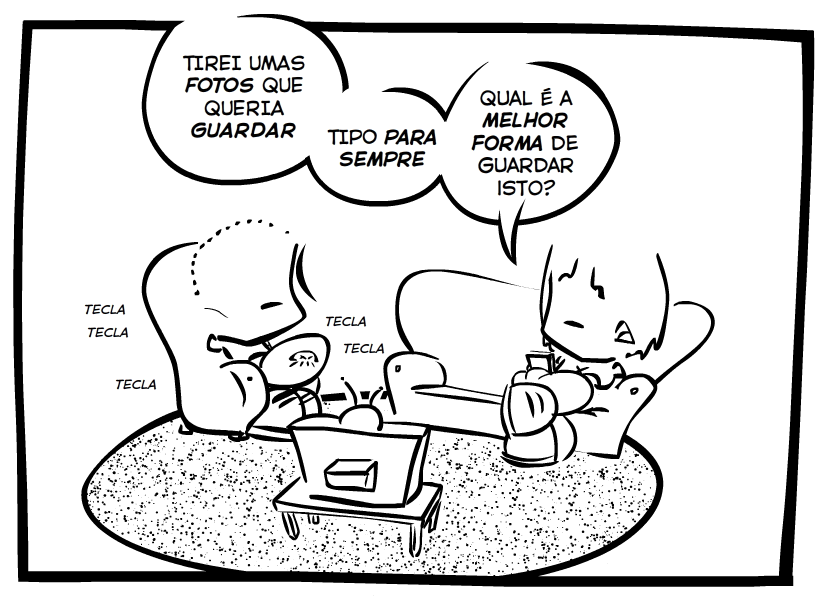 TIREI UMAS
FOTOS QUE
QUERIA
GUARDAR
TIPO PARA
SEMPRE
QUAL É A
MELHOR
FORMA DE
GUARDAR
ISTO?
TECLA
TECLA
TECLA
TECLA
TECLA